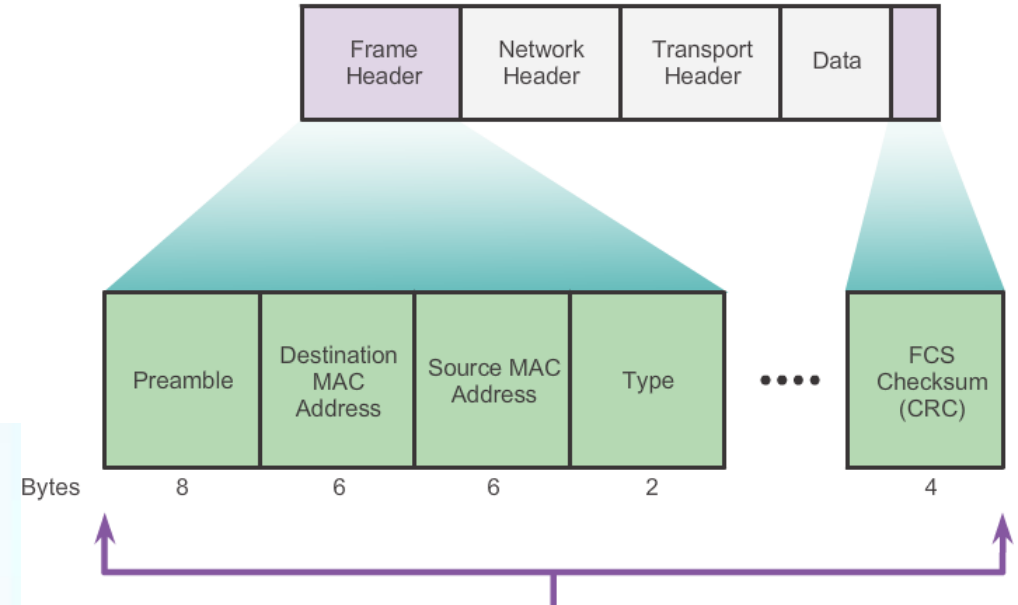 Frame
Header
Network
Header
Transport
Header
Data
Preamble
Destination
MAC
Address
Source MAC
Address
Type
FCS
Checksum
(CRC)
Bytes 8 6 6 2 4